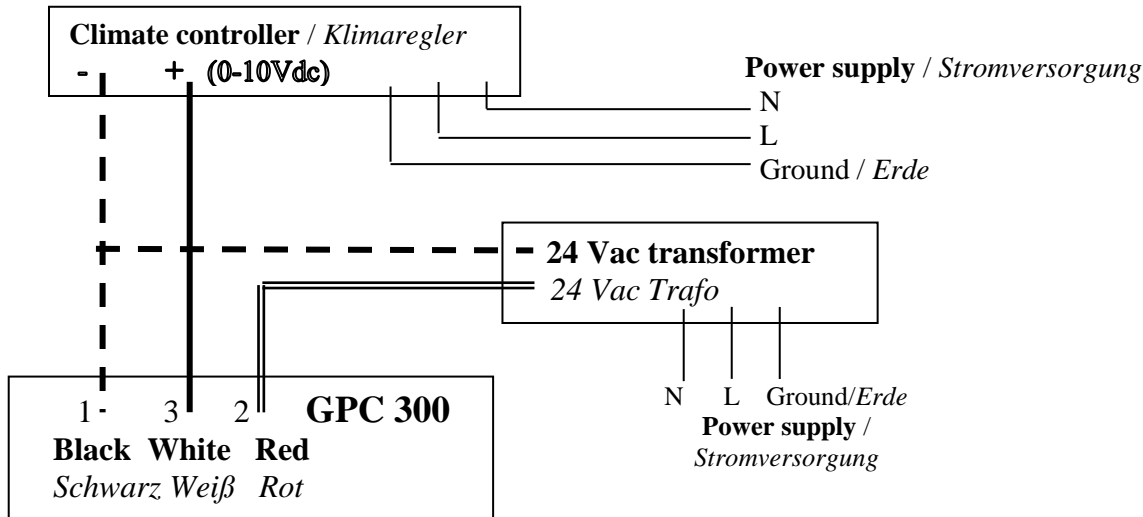 Climate controller / Klimaregler
- + (0-10Vdc)
Power supply / Stromversorgung
N
L
Ground / Erde
24 Vac transformer
24 Vac Trafo
N L Ground/Erde
Power supply /
Stromversorgung
1 3 2 GPC 300
Black White Red
Schwarz Weiß Rot